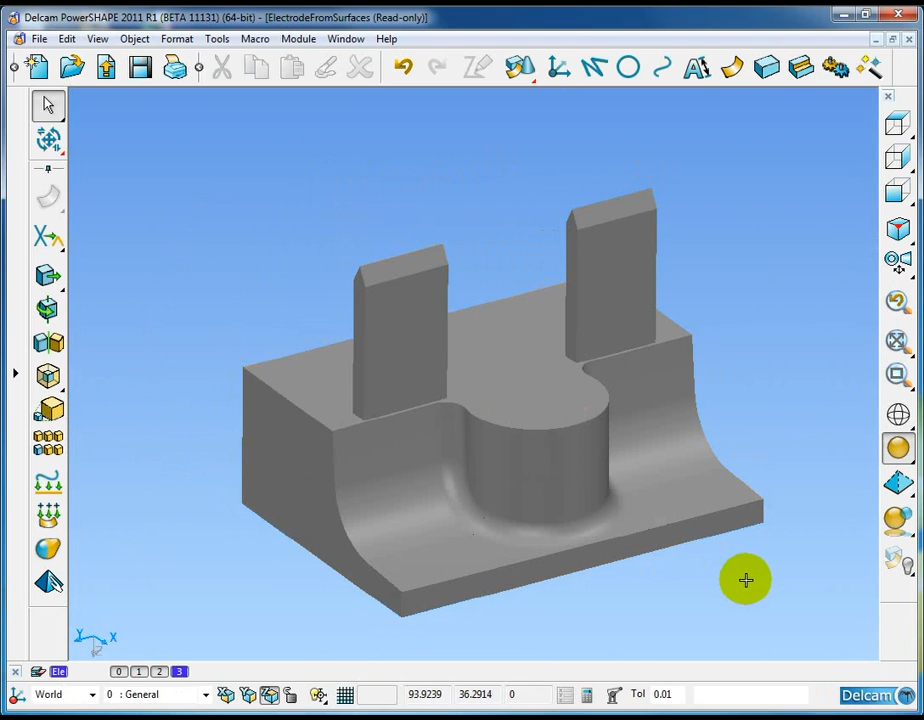 Delcam PowerSHAPE 2011 R1 (BETA 11131) (64-bit) - [ElectrodeFromSurfaces (Read-only)]
File Edit View Object Format Tools Macro Module Window Help
Y X
Z
Ele 0 1 2 3
World 0 : General 93.9239 36.2914 0 Tol 0.01 Delcam